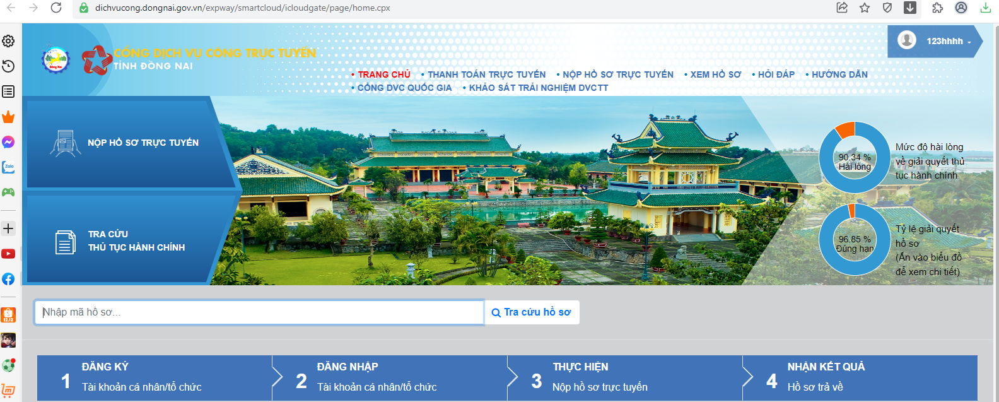 dichvucong.dongnai.gov.vn/expway/smartcloud/icloudgate/page/home.cpx
CỔNG DỊCH VỤ CÔNG TRỰC TUYẾN
TỈNH ĐỒNG NAI
Đồng Nai
123hhhh
• TRANG CHỦ • THANH TOÁN TRỰC TUYẾN • NỘP HỒ SƠ TRỰC TUYẾN • XEM HỒ SƠ • HỎI ĐÁP • HƯỚNG DẪN
• CỔNG DVC QUỐC GIA • KHẢO SÁT TRẢI NGHIỆM DVCTT
NỘP HỒ SƠ TRỰC TUYẾN
TRA CỨU
THỦ TỤC HÀNH CHÍNH
90.34 %
Hài lòng
Mức độ hài lòng
về giải quyết thủ
tục hành chính
96.85 %
Đúng hạn
Tỷ lệ giải quyết
hồ sơ
(Ấn vào biểu đồ
để xem chi tiết)
Zalo
Nhập mã hồ sơ...
Tra cứu hồ sơ
12.12
1
ĐĂNG KÝ
Tài khoản cá nhân/tổ chức
2
ĐĂNG NHẬP
Tài khoản cá nhân/tổ chức
3
THỰC HIỆN
Nộp hồ sơ trực tuyến
4
NHẬN KẾT QUẢ
Hồ sơ trả về